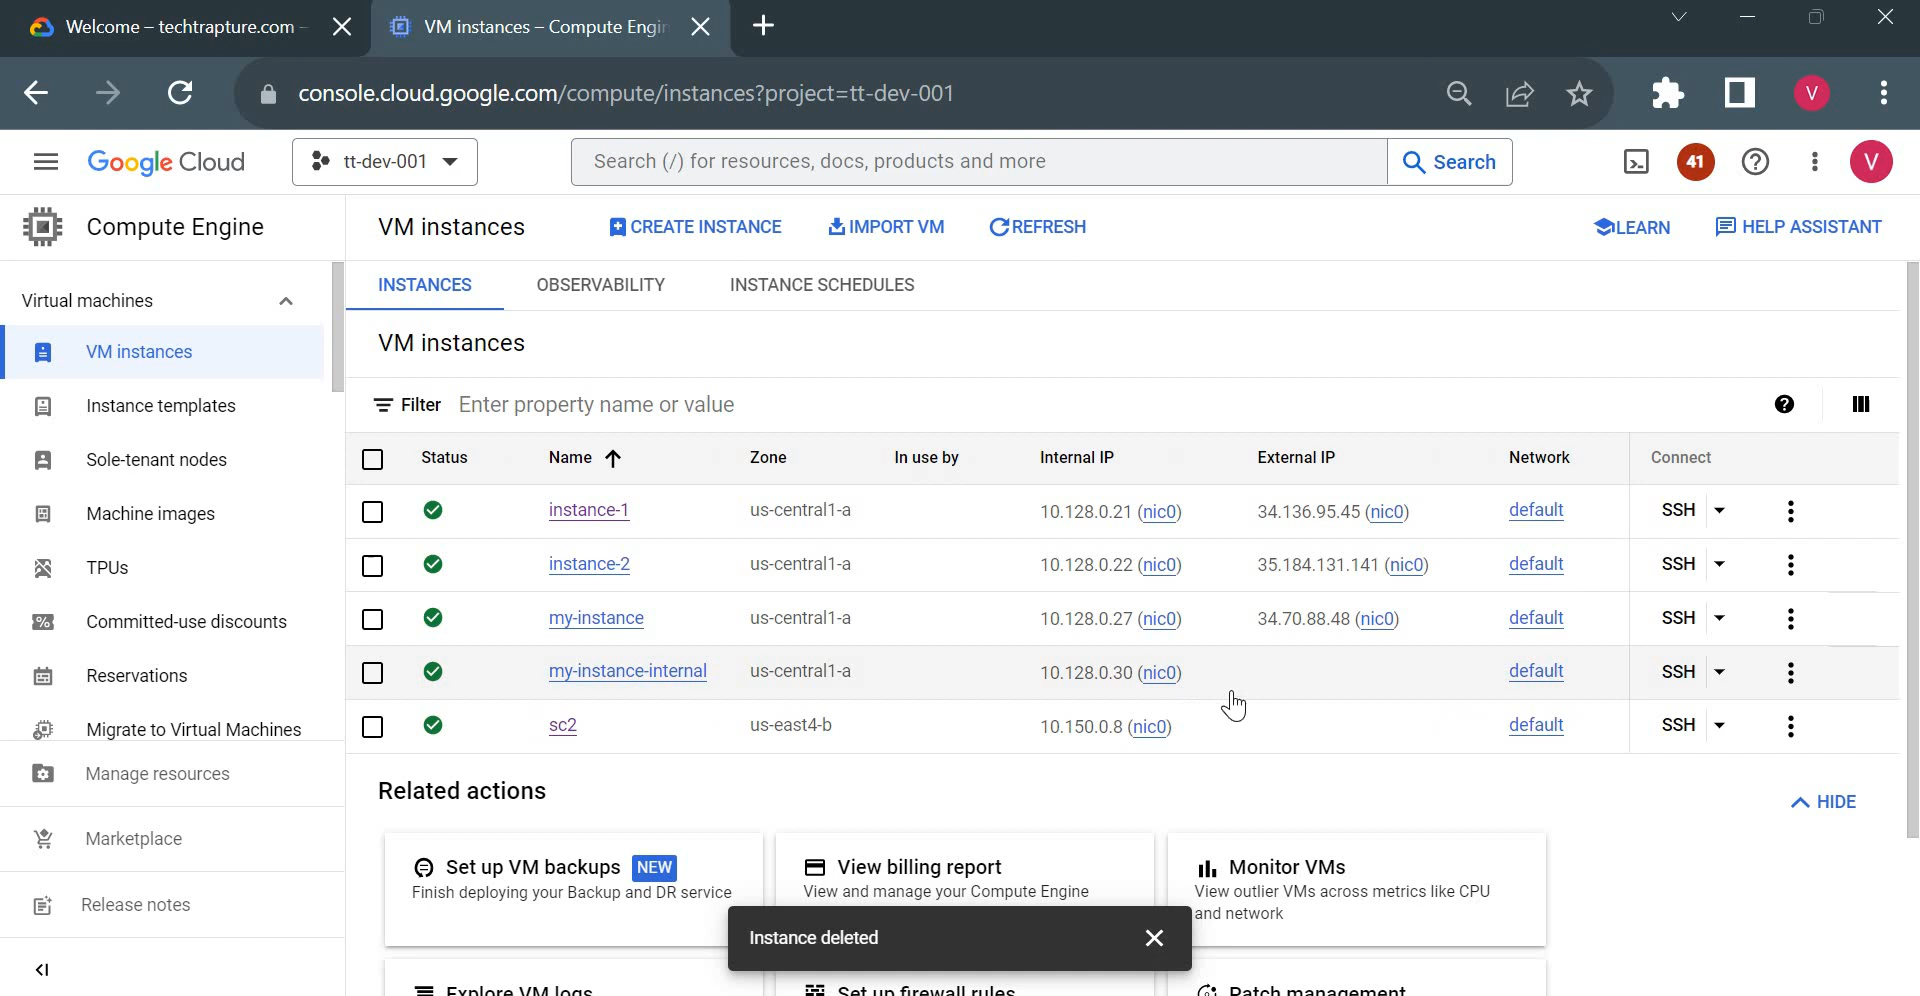 Welcome – techtrapture.com –
VM instances – Compute Engin
console.cloud.google.com/compute/instances?project=tt-dev-001
V
Google Cloud
tt-dev-001
Search (/) for resources, docs, products and more
Search
41
V
Compute Engine
VM instances
CREATE INSTANCE
IMPORT VM
REFRESH
LEARN
HELP ASSISTANT
Virtual machines
VM instances
Instance templates
Sole-tenant nodes
Machine images
TPUs
Committed-use discounts
Reservations
Migrate to Virtual Machines
Manage resources
Marketplace
Release notes
INSTANCES OBSERVABILITY INSTANCE SCHEDULES
VM instances
Filter Enter property name or value
Status Name Zone In use by Internal IP External IP Network Connect
instance-1 us-central1-a 10.128.0.21 (nic0) 34.136.95.45 (nic0) default SSH
instance-2 us-central1-a 10.128.0.22 (nic0) 35.184.131.141 (nic0) default SSH
my-instance us-central1-a 10.128.0.27 (nic0) 34.70.88.48 (nic0) default SSH
my-instance-internal us-central1-a 10.128.0.30 (nic0) default SSH
sc2 us-east4-b 10.150.0.8 (nic0) default SSH
Related actions
HIDE
Set up VM backups NEW
Finish deploying your Backup and DR service
View billing report
View and manage your Compute Engine
Monitor VMs
View outlier VMs across metrics like CPU
and network
Instance deleted
Explore VM logs
Set up firewall rules
Patch management